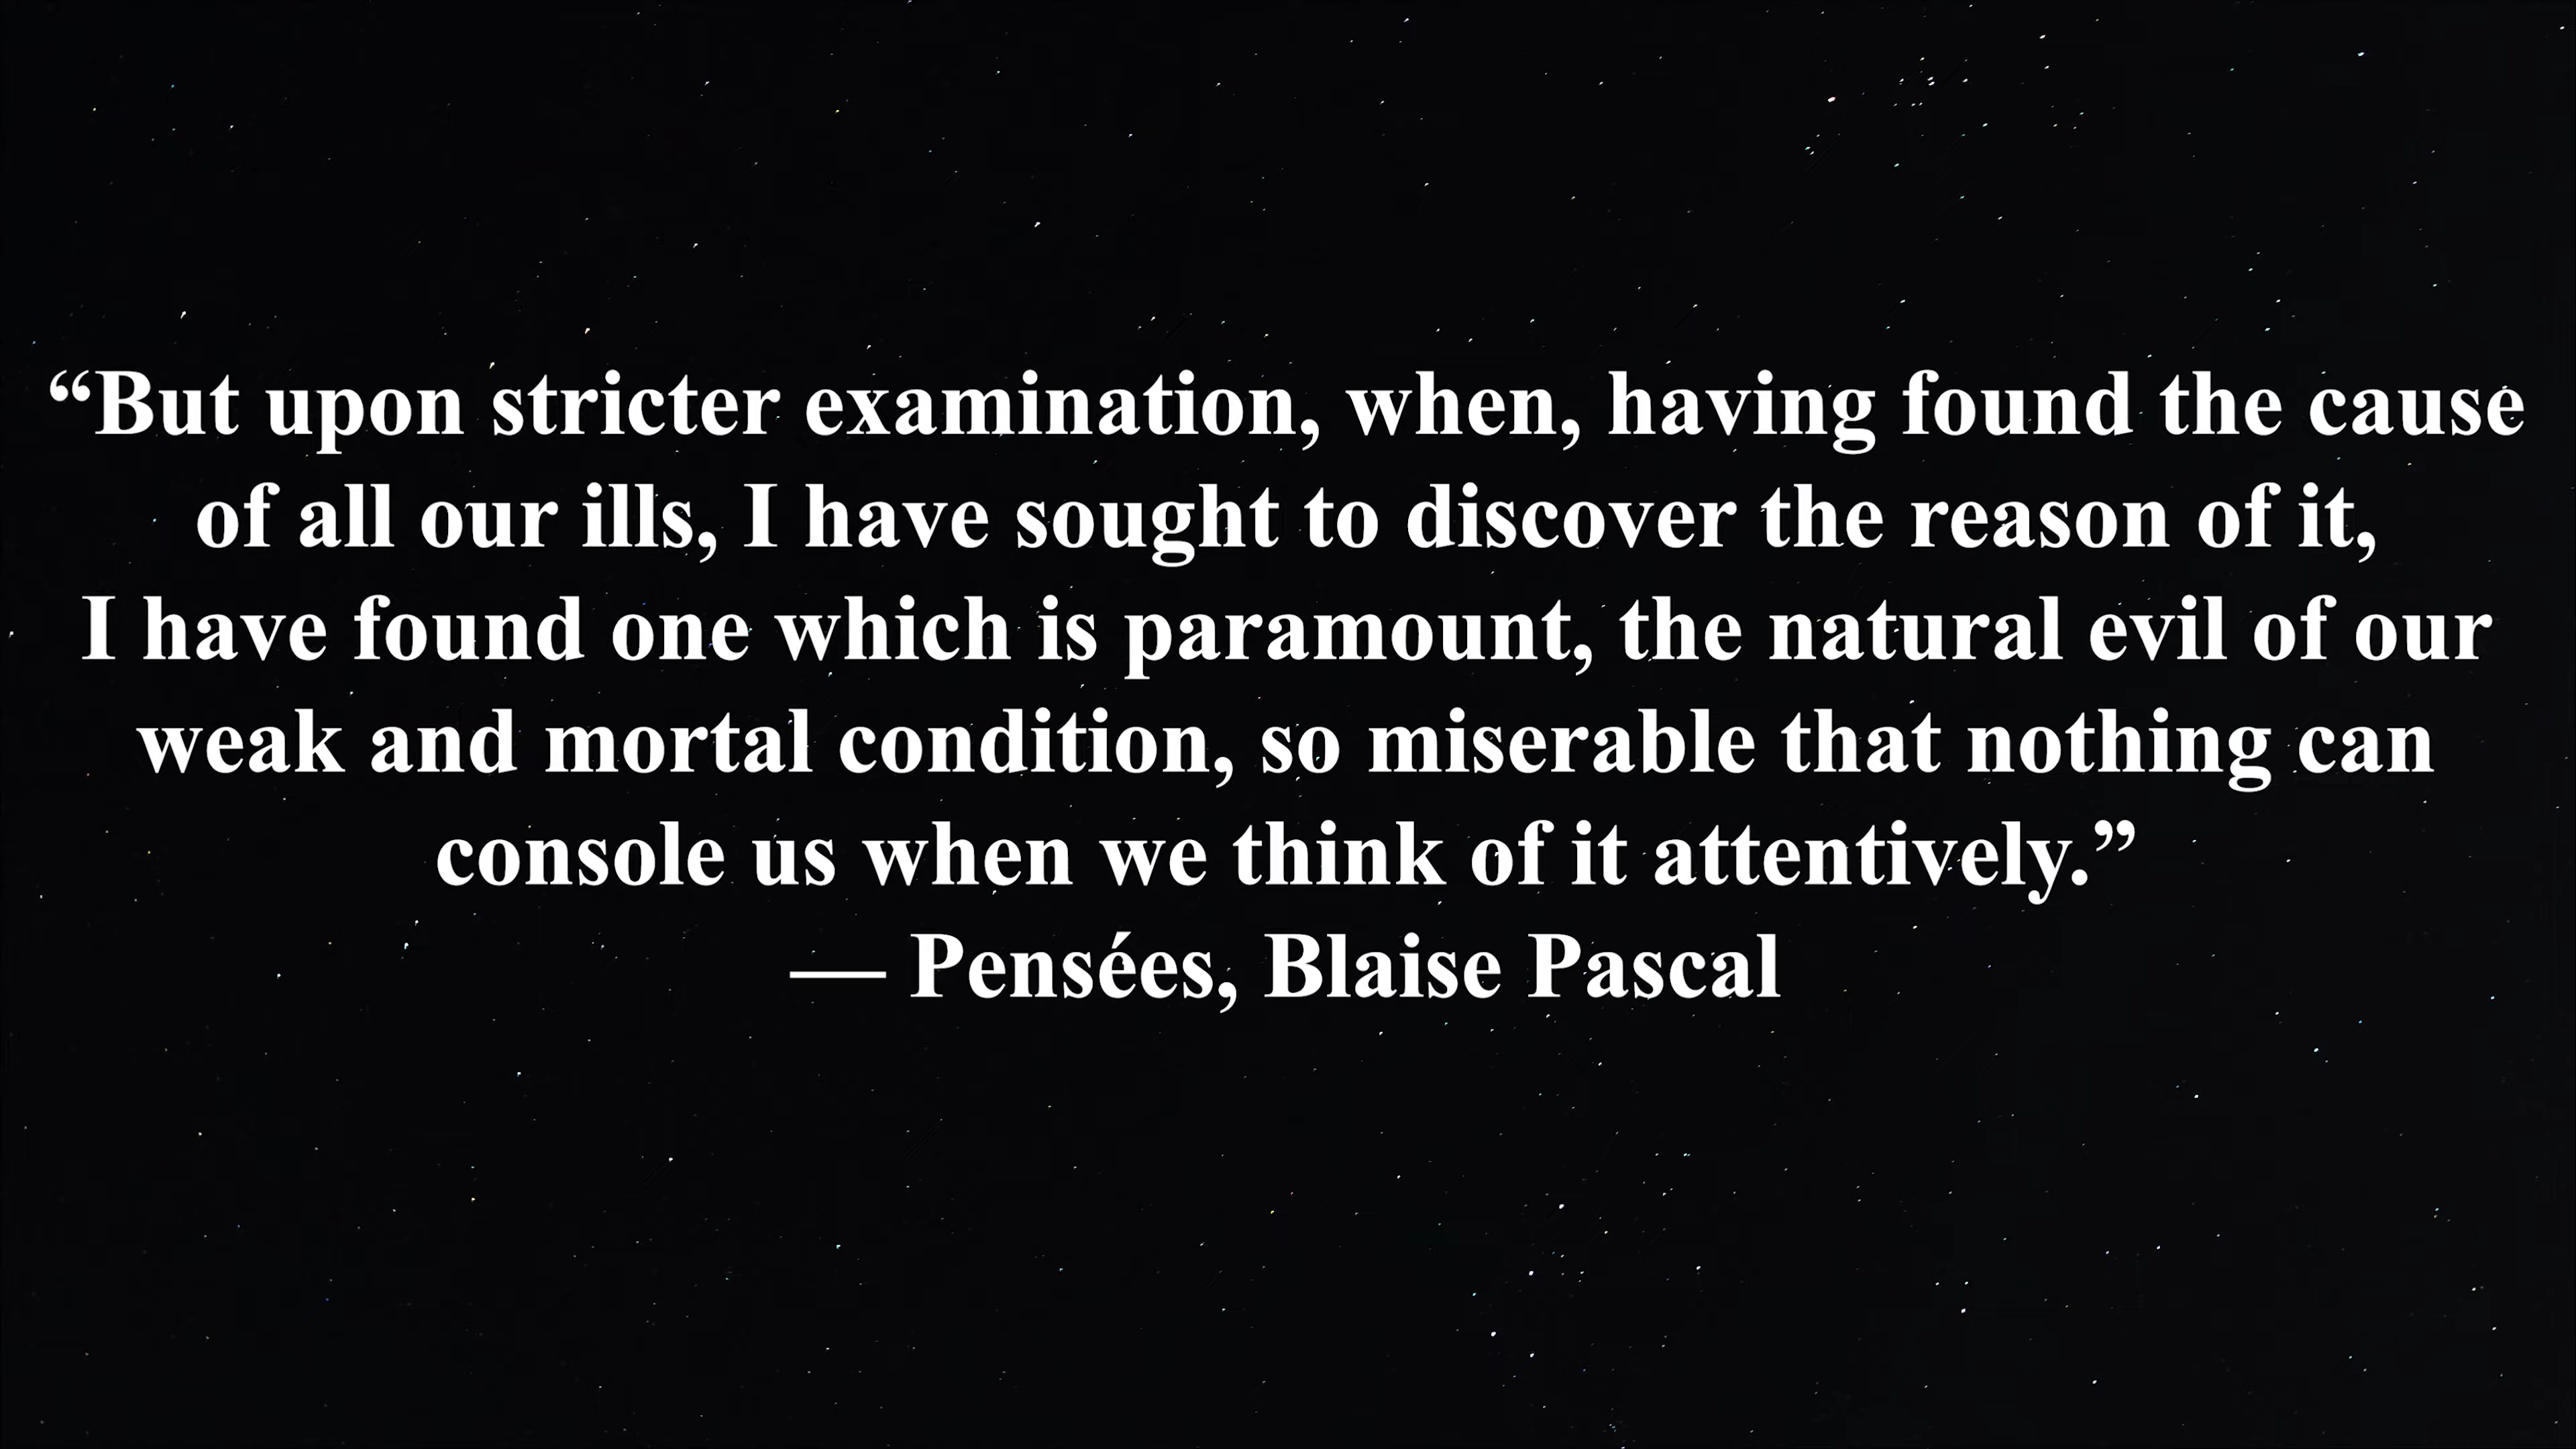 “But upon stricter examination, when, having found the cause
of all our ills, I have sought to discover the reason of it,
I have found one which is paramount, the natural evil of our
weak and mortal condition, so miserable that nothing can
console us when we think of it attentively.”
— Pensées, Blaise Pascal